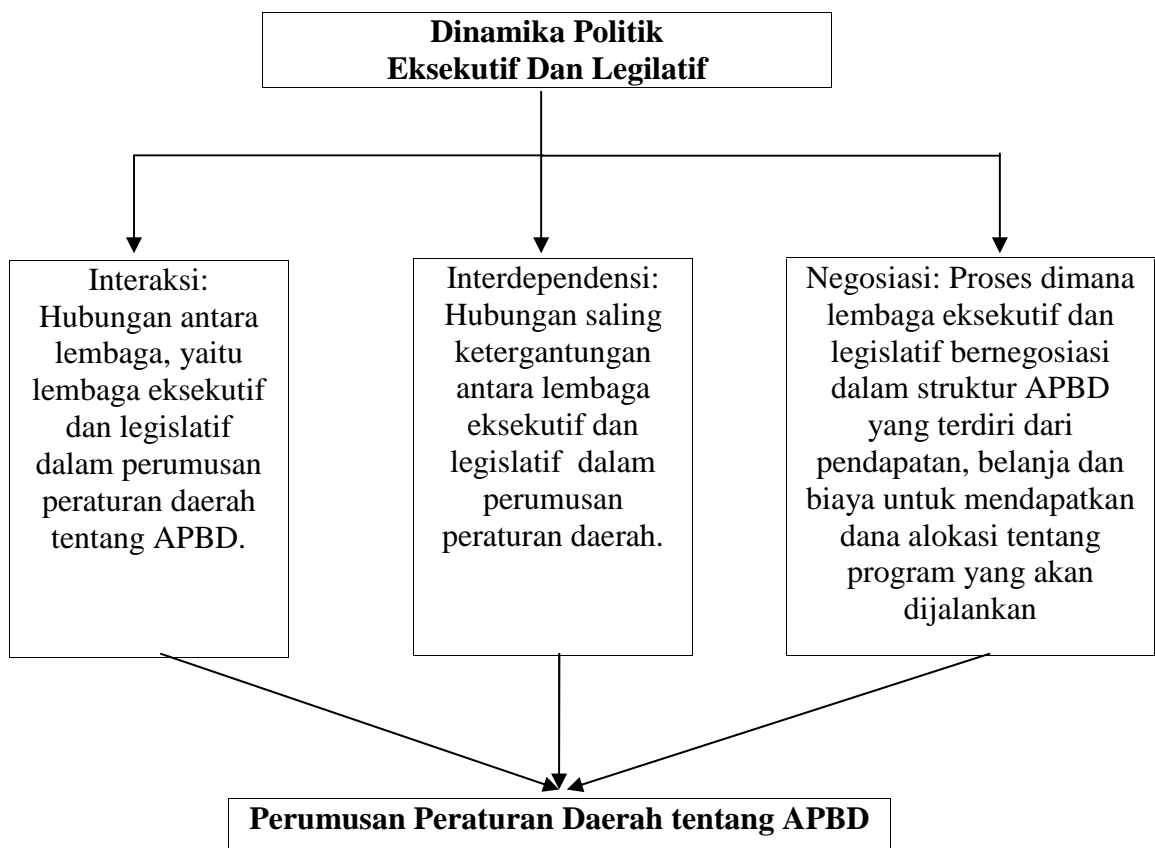 Dinamika Politik
Eksekutif Dan Legilatif
Interaksi:
Hubungan antara
lembaga, yaitu
lembaga eksekutif
dan legislatif
dalam perumusan
peraturan daerah
tentang APBD.
Interdependensi:
Hubungan saling
ketergantungan
antara lembaga
eksekutif dan
legislatif dalam
perumusan
peraturan daerah.
Negosiasi: Proses dimana
lembaga eksekutif dan
legislatif bernegosiasi
dalam struktur APBD
yang terdiri dari
pendapatan, belanja dan
biaya untuk mendapatkan
dana alokasi tentang
program yang akan
dijalankan
Perumusan Peraturan Daerah tentang APBD